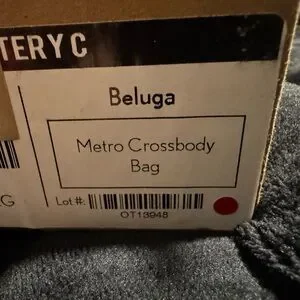 TERY C
Beluga
Metro Crossbody
Bag
G
Lot #:
OT13948